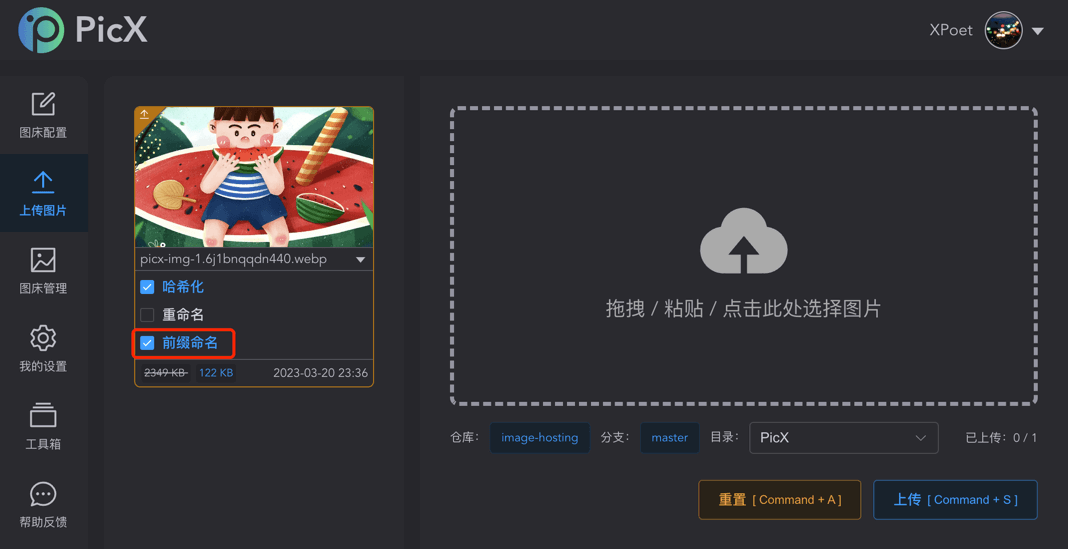 PicX
XPoet
图床配置
上传图片
图床管理
我的设置
工具箱
帮助反馈
picx-img-1.6j1bnqqdn440.webp
哈希化
重命名
前缀命名
2349 KB 122 KB 2023-03-20 23:36
拖拽 / 粘贴 / 点击此处选择图片
仓库： image-hosting 分支： master 目录： PicX 已上传：0 / 1
重置 [ Command + A ] 上传 [ Command + S ]